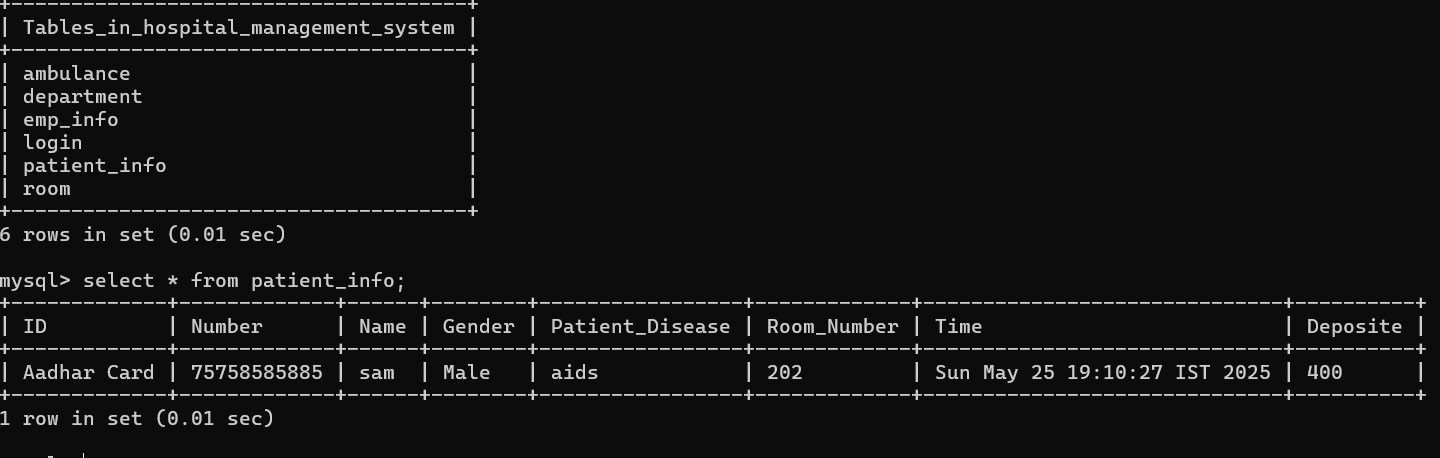 +--------------------------------------+
| Tables_in_hospital_management_system |
+--------------------------------------+
| ambulance                            |
| department                           |
| emp_info                             |
| login                                |
| patient_info                         |
| room                                 |
+--------------------------------------+
6 rows in set (0.01 sec)

mysql> select * from patient_info;
+-------------+-------------+------+--------+-----------------+-------------+------------------------------+----------+
| ID          | Number      | Name | Gender | Patient_Disease | Room_Number | Time                         | Deposite |
+-------------+-------------+------+--------+-----------------+-------------+------------------------------+----------+
| Aadhar Card | 75758585885 | sam  | Male   | aids            | 202         | Sun May 25 19:10:27 IST 2025 | 400      |
+-------------+-------------+------+--------+-----------------+-------------+------------------------------+----------+
1 row in set (0.01 sec)